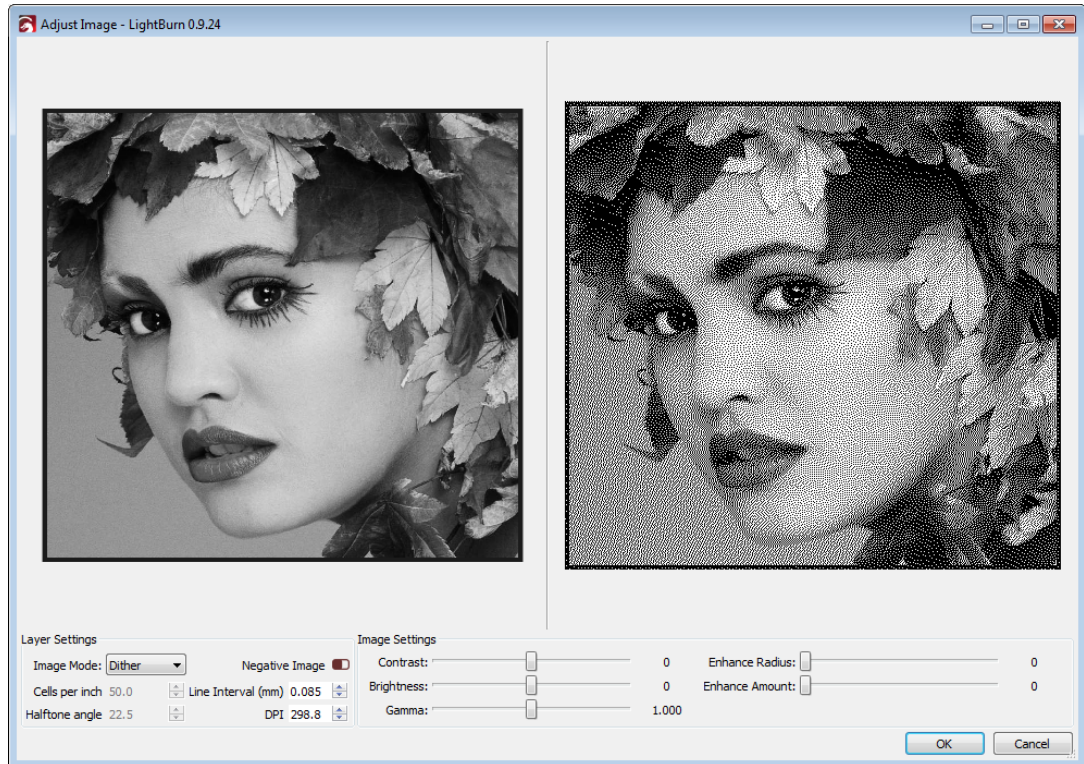 Adjust Image - LightBurn 0.9.24
Layer Settings
Image Mode: Dither
Negative Image
Cells per inch 50.0
Line Interval (mm) 0.085
Halftone angle 22.5
DPI 298.8
Image Settings
Contrast: 0
Enhance Radius: 0
Brightness: 0
Enhance Amount: 0
Gamma: 1.000
OK
Cancel